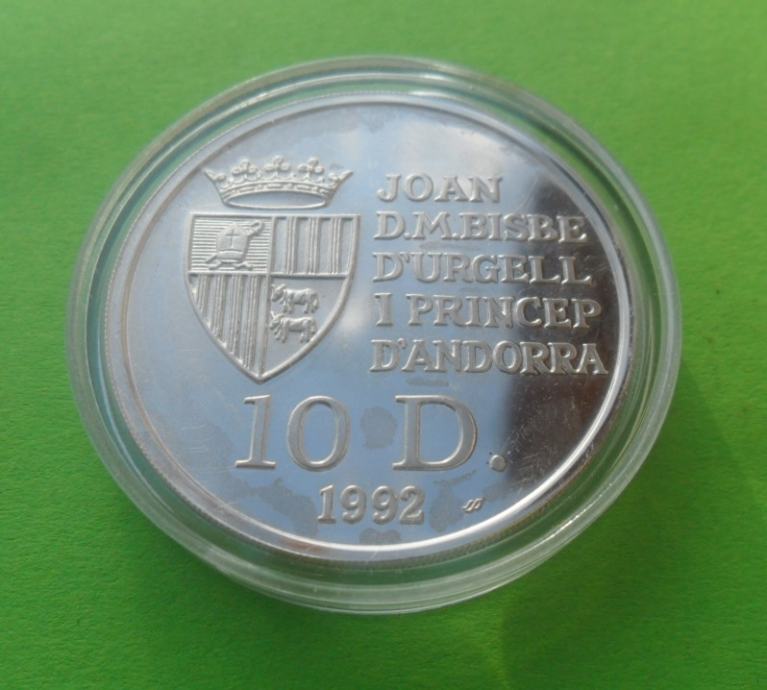 JOAN
D.M.BISBE
D'URGELL
I PRINCEP
D'ANDORRA
10 D.
1992